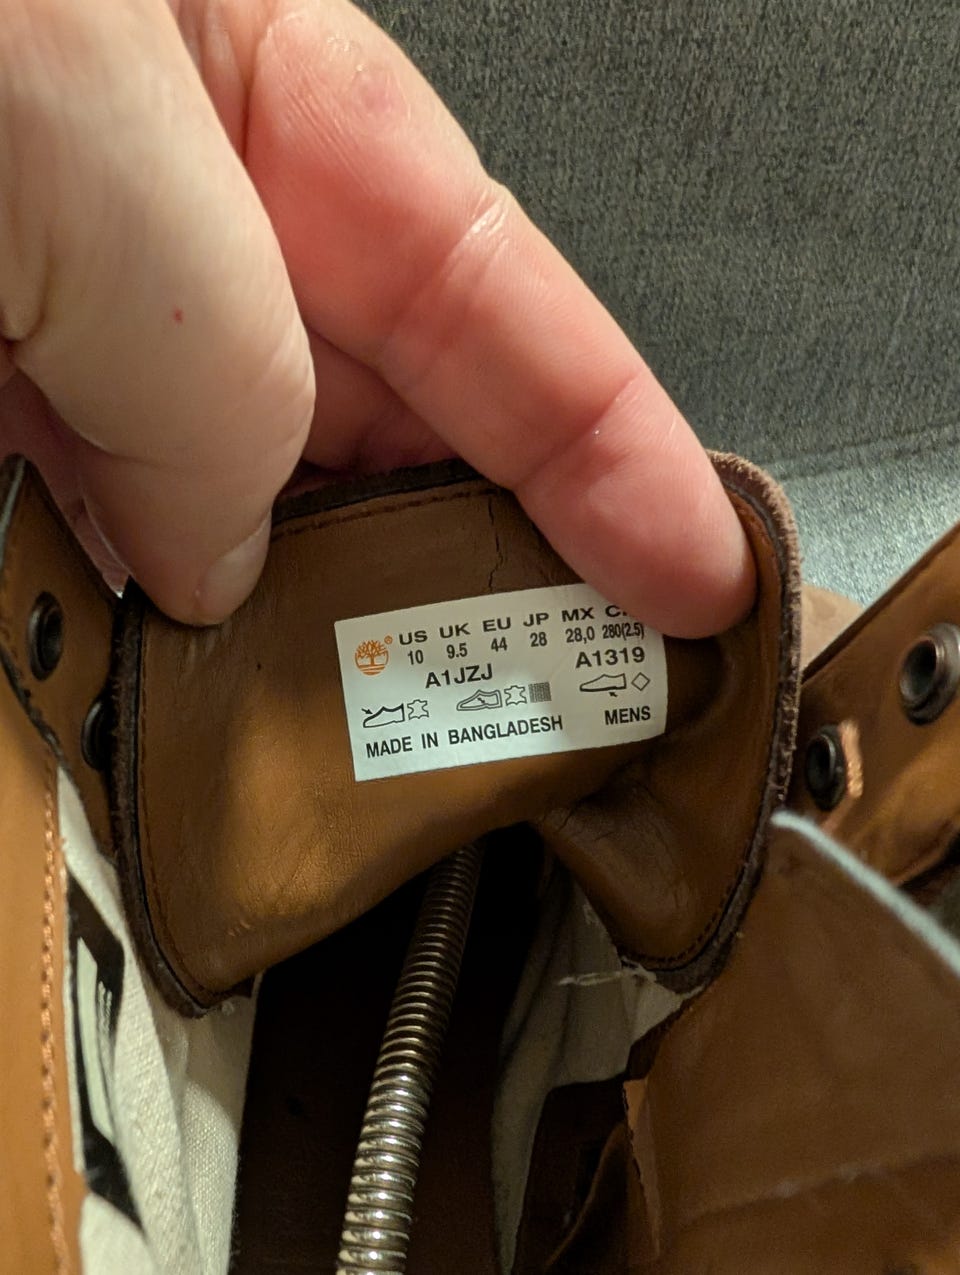 ® US UK EU JP MX
10 9.5 44 28 28,0 280(2.5)
A1JZJ A1319
MADE IN BANGLADESH MENS